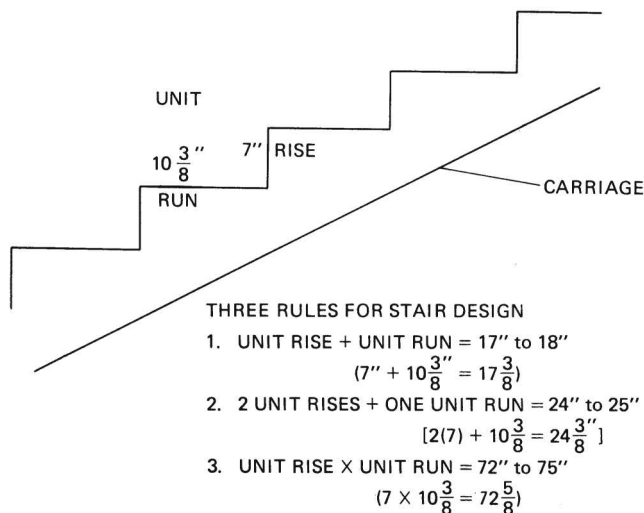 UNIT
10 3/8" RUN
7" RISE
CARRIAGE
THREE RULES FOR STAIR DESIGN
1. UNIT RISE + UNIT RUN = 17" to 18"
(7" + 10 3/8" = 17 3/8)
2. 2 UNIT RISES + ONE UNIT RUN = 24" to 25"
[2(7) + 10 3/8 = 24 3/8"]
3. UNIT RISE X UNIT RUN = 72" to 75"
(7 X 10 3/8 = 72 5/8)